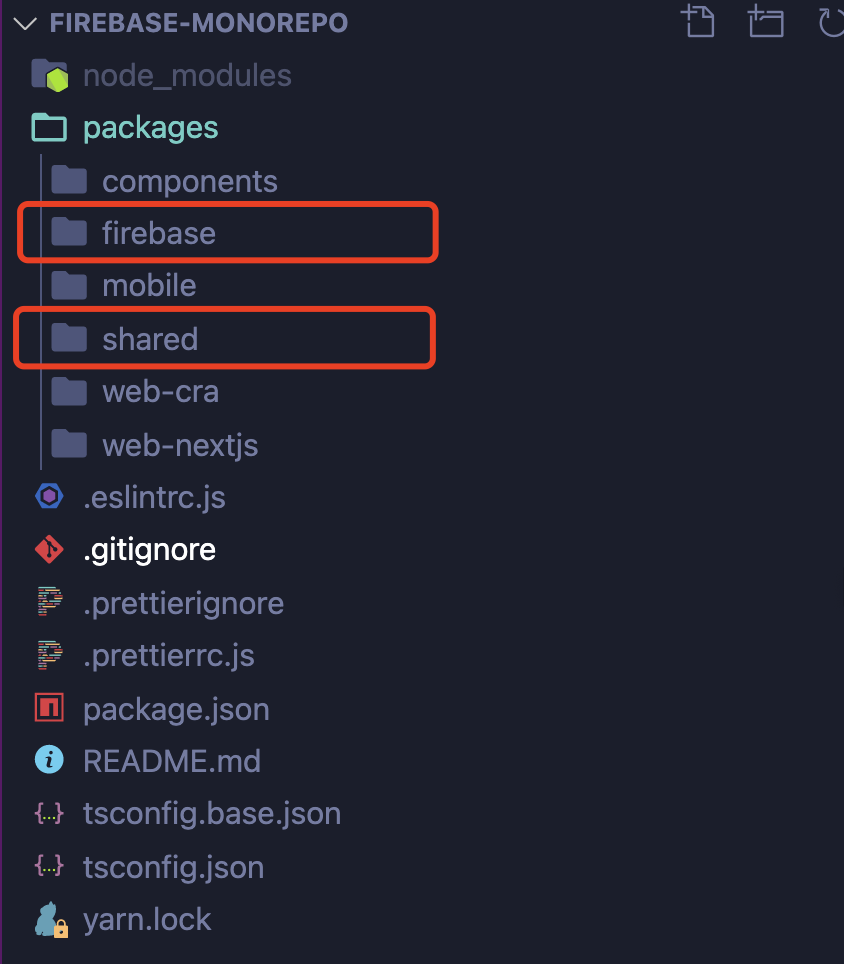 FIREBASE-MONOREPO
node_modules
packages
components
firebase
mobile
shared
web-cra
web-nextjs
.eslintrc.js
.gitignore
.prettierignore
.prettierrc.js
package.json
README.md
tsconfig.base.json
tsconfig.json
yarn.lock